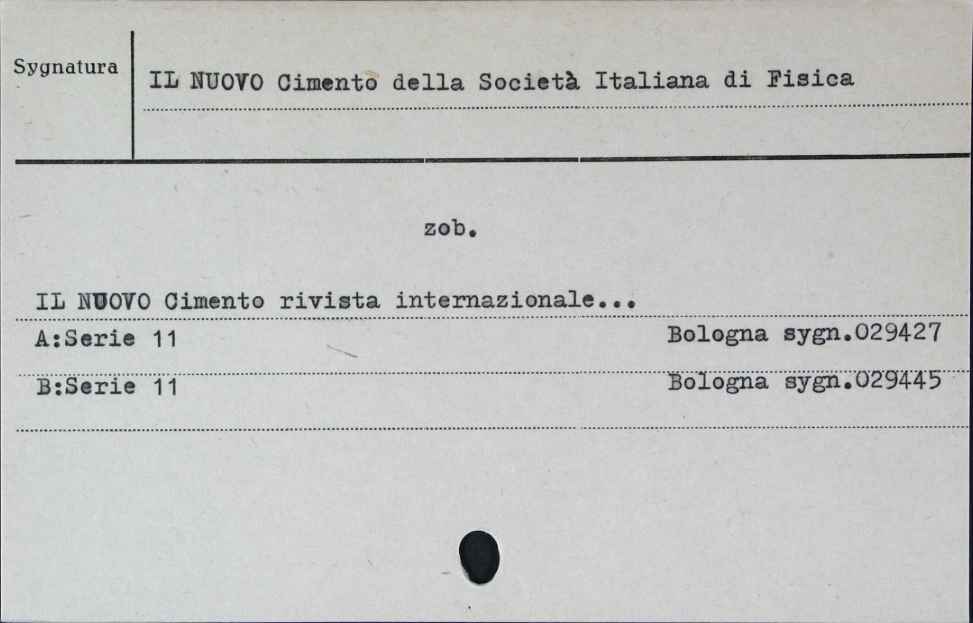 Sygnatura
IL NUOVO Cimento della Società Italiana di Fisica
zob.
IL NUOVO Cimento rivista internazionale...
A:Serie 11 Bologna sygn.029427
B:Serie 11 Bologna sygn.029445